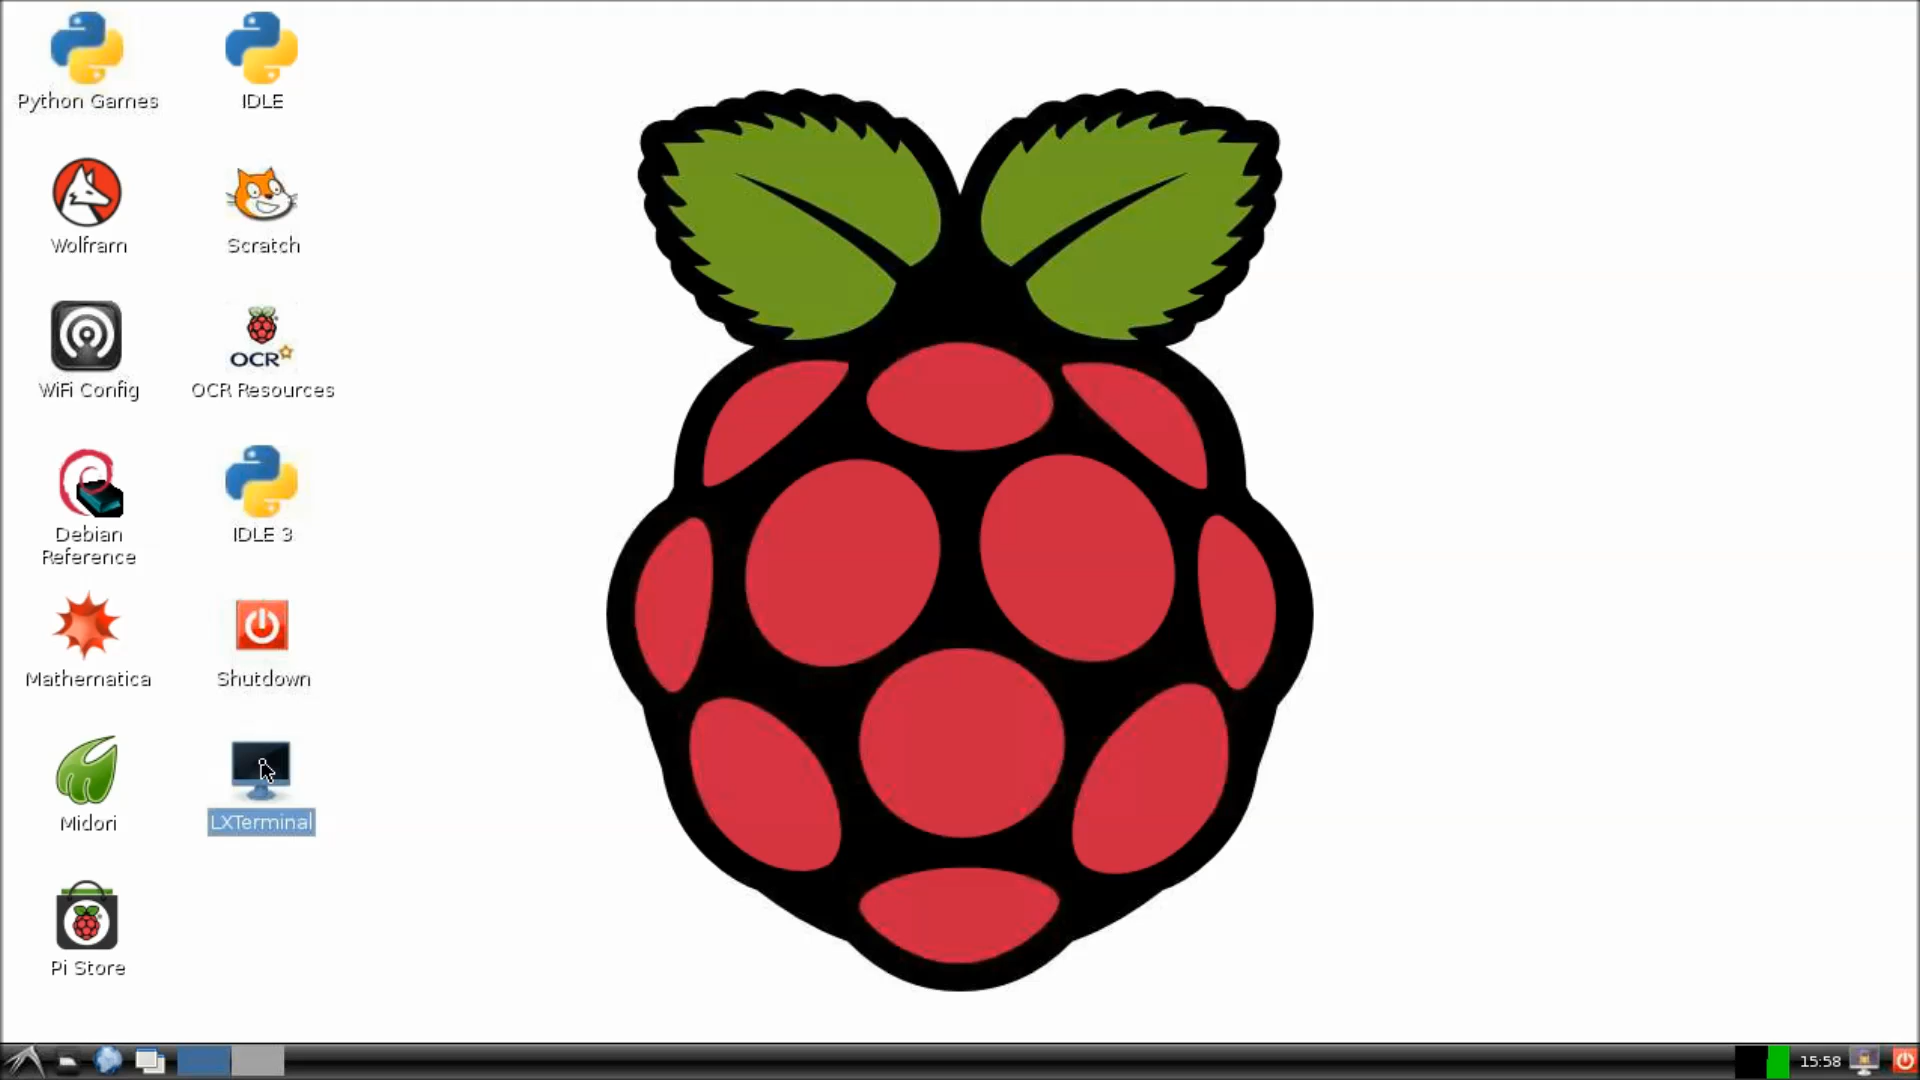 Python Games
IDLE
Wolfram
Scratch
WiFi Config
OCR
OCR Resources
Debian
Reference
IDLE 3
Mathematica
Shutdown
Midori
LXTerminal
Pi Store
15:58